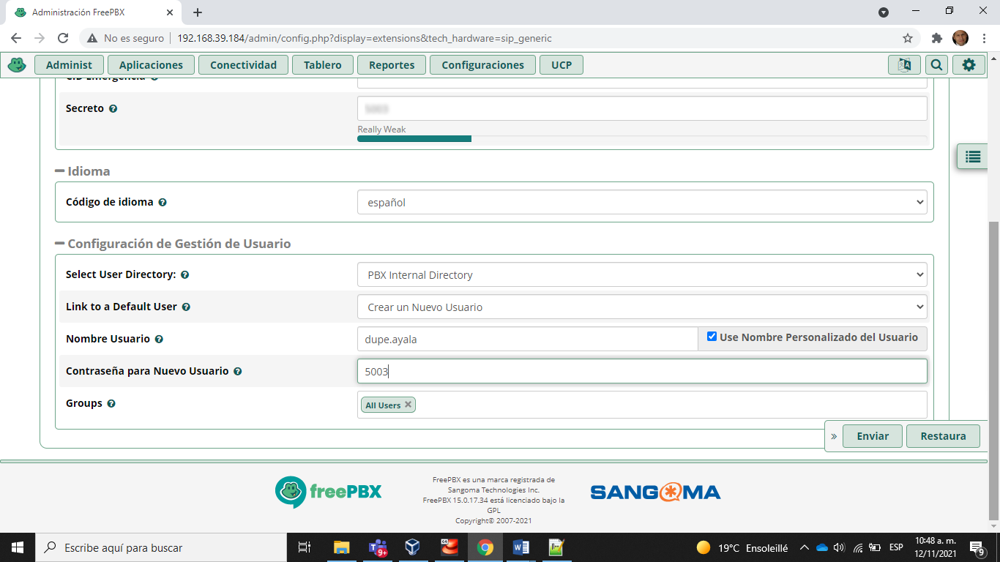 Administración FreePBX
No es seguro
192.168.39.184/admin/config.php?display=extensions&tech_hardware=sip_generic
Administ
Aplicaciones
Conectividad
Tablero
Reportes
Configuraciones
UCP
CID Emergencia
Secreto
5003
Really Weak
Idioma
Código de idioma
español
Configuración de Gestión de Usuario
Select User Directory:
PBX Internal Directory
Link to a Default User
Crear un Nuevo Usuario
Nombre Usuario
dupe.ayala
Use Nombre Personalizado del Usuario
Contraseña para Nuevo Usuario
5003
Groups
All Users
» Enviar Restaura
freePBX
FreePBX es una marca registrada de
Sangoma Technologies Inc.
FreePBX 15.0.17.34 está licenciado bajo la
GPL
Copyright© 2007-2021
SANGOMA
Escribe aquí para buscar
9+
64
19°C Ensoleillé
ESP
10:48 a. m.
12/11/2021
9